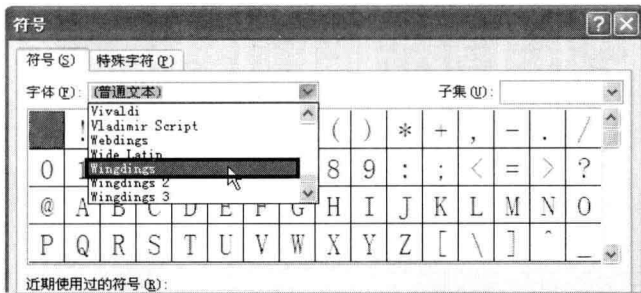 符号
符号(S) 特殊字符(P)
字体(F): (普通文本) 子集(U):
Vivaldi
Vladimir Script
Webdings
Wide Latin
Wingdings
Wingdings 2
Wingdings 3
! ( ) * + , - . /
0 1 8 9 : ; < = > ?
@ A B C D E F G H I J K L M N O
P Q R S T U V W X Y Z [ \ ] ^ _
近期使用过的符号(R):